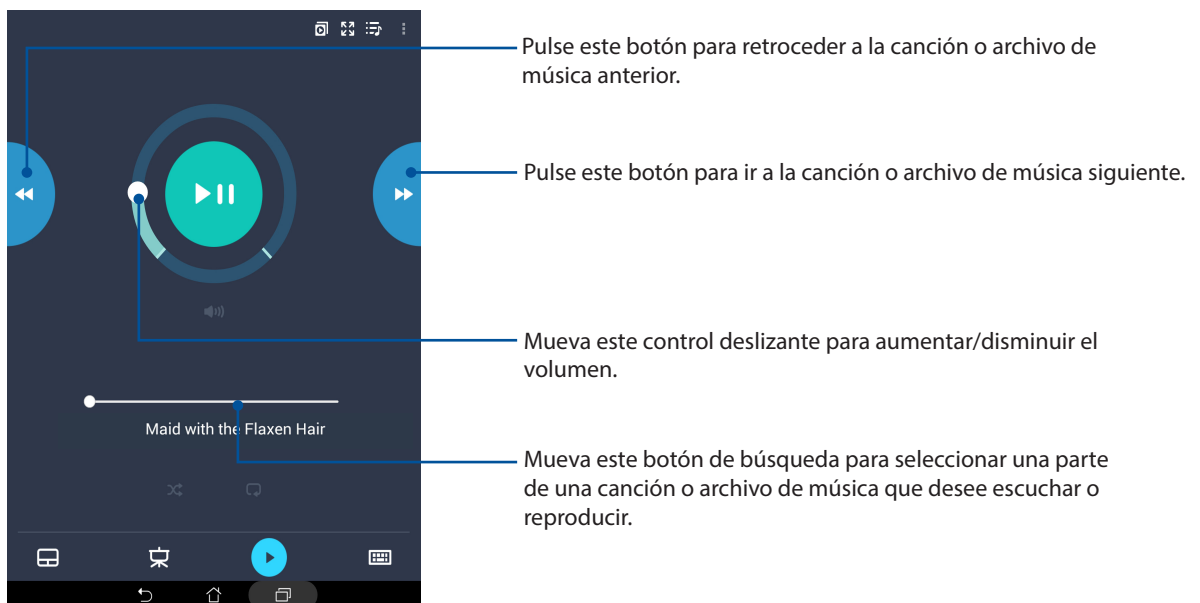 Pulse este botón para retroceder a la canción o archivo de
música anterior.
Pulse este botón para ir a la canción o archivo de música siguiente.
Mueva este control deslizante para aumentar/disminuir el
volumen.
Maid with the Flaxen Hair
Mueva este botón de búsqueda para seleccionar una parte
de una canción o archivo de música que desee escuchar o
reproducir.